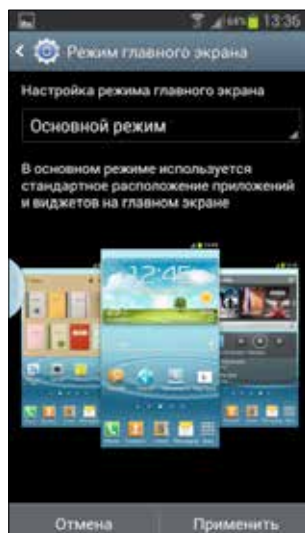 13:36
Режим главного экрана
Настройка режима главного экрана
Основной режим
В основном режиме используется
стандартное расположение приложений
и виджетов на главном экране
12:45
Отмена
Применить